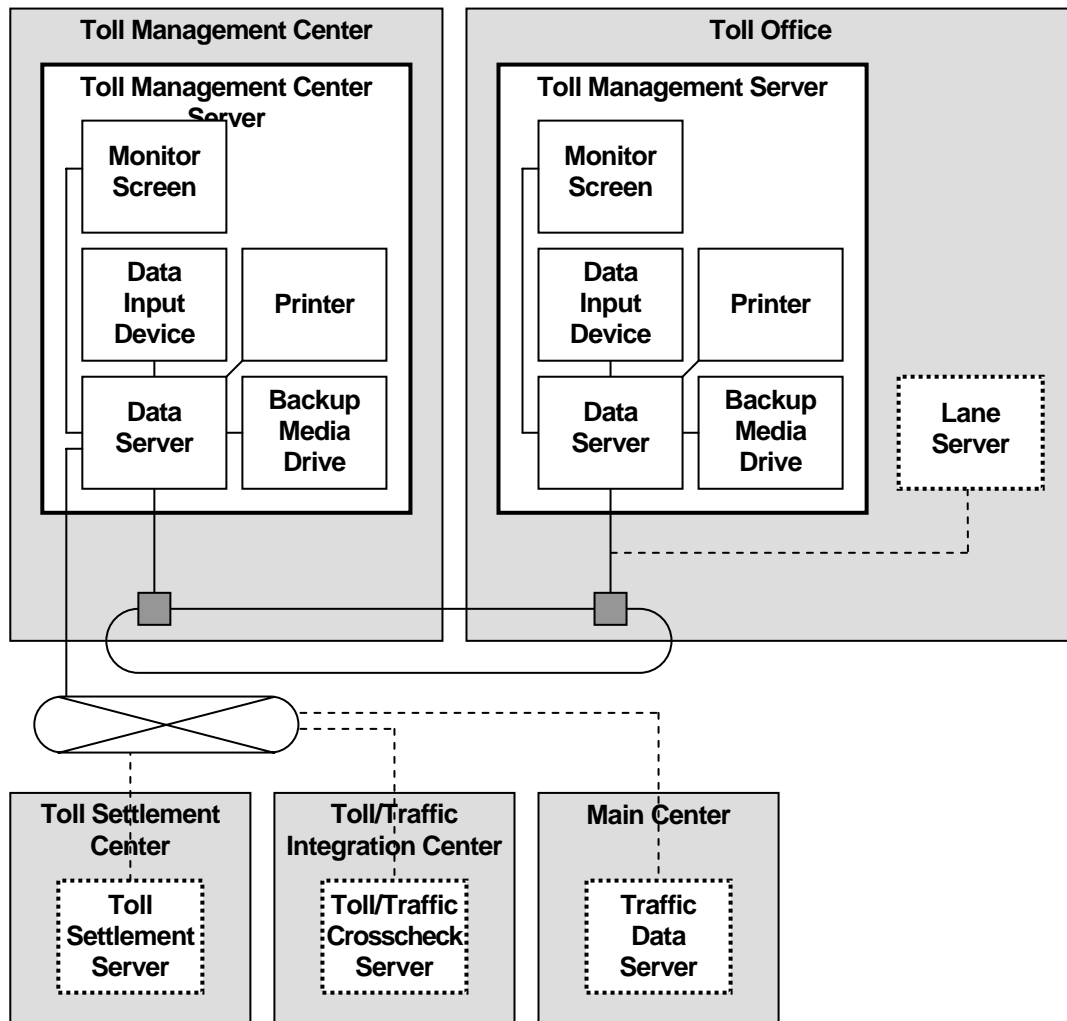 Toll Management Center
Toll Management Center
Server
Monitor
Screen
Data
Input
Device
Printer
Data
Server
Backup
Media
Drive
Toll Office
Toll Management Server
Monitor
Screen
Data
Input
Device
Printer
Data
Server
Backup
Media
Drive
Lane
Server
Toll Settlement
Center
Toll
Settlement
Server
Toll/Traffic
Integration Center
Toll/Traffic
Crosscheck
Server
Main Center
Traffic
Data
Server